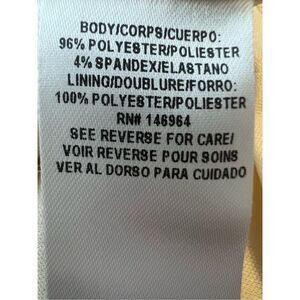 BODY/CORPS/CUERPO:
96% POLYESTER/POLIESTER
4% SPANDEX/ELASTANO
LINING/DOUBLURE/FORRO:
100% POLYESTER/POLIESTER
RN# 146964
SEE REVERSE FOR CARE/
VOIR REVERSE POUR SOINS
VER AL DORSO PARA CUIDADO